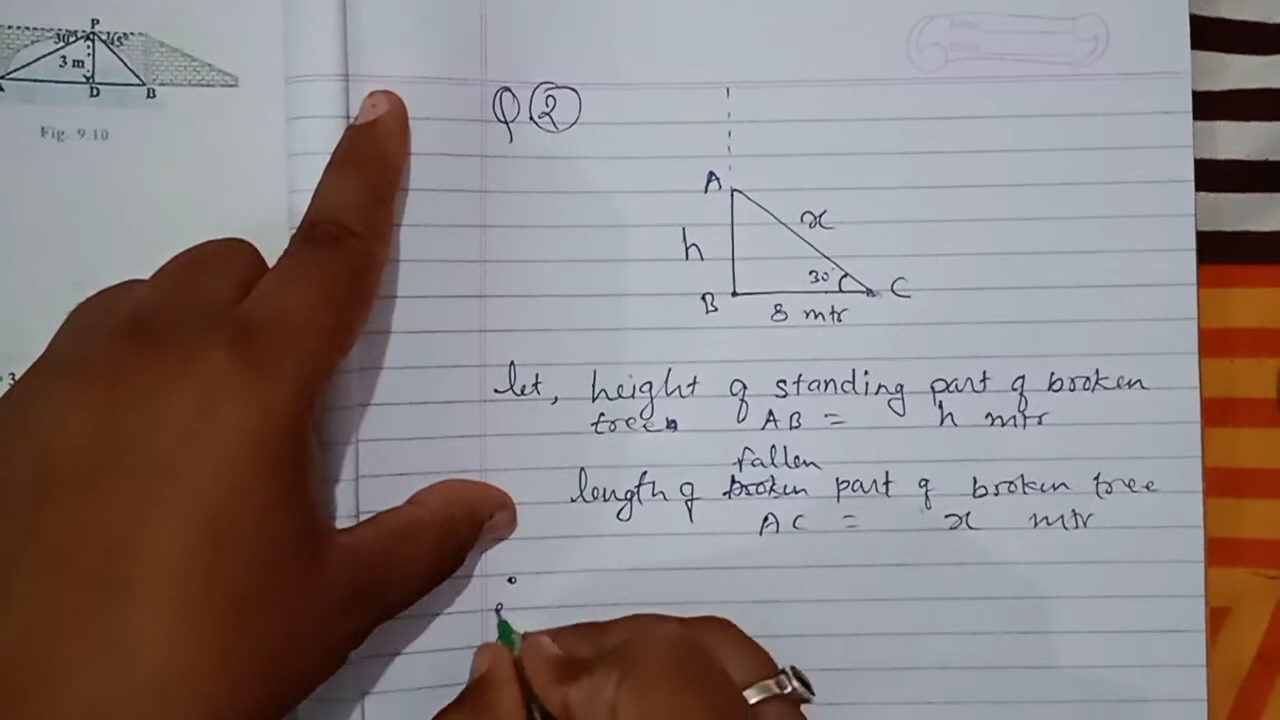 P
30° 45°
3 m
D B
Fig. 9.10
Q 2
A
x
h
30°
B C
8 mtr
let, height of standing part of broken
tree, AB = h mtr
fallen
length of broken part of broken tree
AC = x mtr